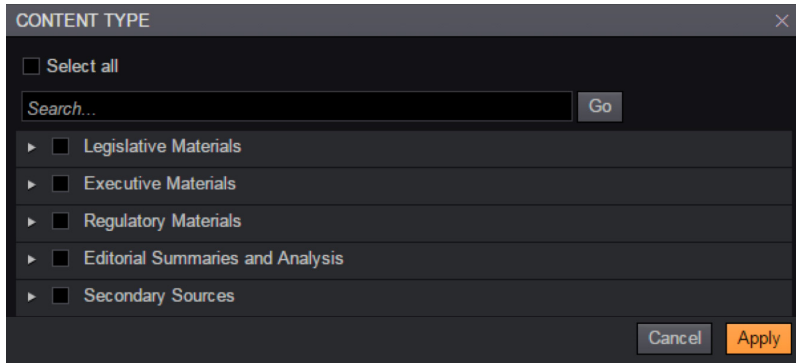 CONTENT TYPE
Select all
Search... Go
Legislative Materials
Executive Materials
Regulatory Materials
Editorial Summaries and Analysis
Secondary Sources
Cancel Apply